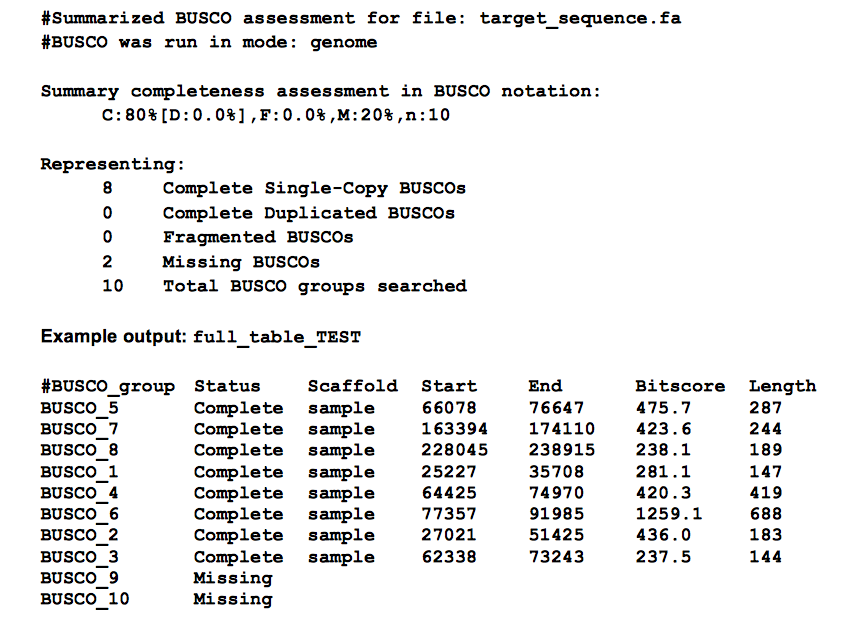 #Summarized BUSCO assessment for file: target_sequence.fa
#BUSCO was run in mode: genome
Summary completeness assessment in BUSCO notation:
C:80%[D:0.0%],F:0.0%,M:20%,n:10
Representing:
8 Complete Single-Copy BUSCOs
0 Complete Duplicated BUSCOs
0 Fragmented BUSCOs
2 Missing BUSCOs
10 Total BUSCO groups searched
Example output: full_table_TEST
#BUSCO_group Status Scaffold Start End Bitscore Length
BUSCO_5 Complete sample 66078 76647 475.7 287
BUSCO_7 Complete sample 163394 174110 423.6 244
BUSCO_8 Complete sample 228045 238915 238.1 189
BUSCO_1 Complete sample 25227 35708 281.1 147
BUSCO_4 Complete sample 64425 74970 420.3 419
BUSCO_6 Complete sample 77357 91985 1259.1 688
BUSCO_2 Complete sample 27021 51425 436.0 183
BUSCO_3 Complete sample 62338 73243 237.5 144
BUSCO_9 Missing
BUSCO_10 Missing